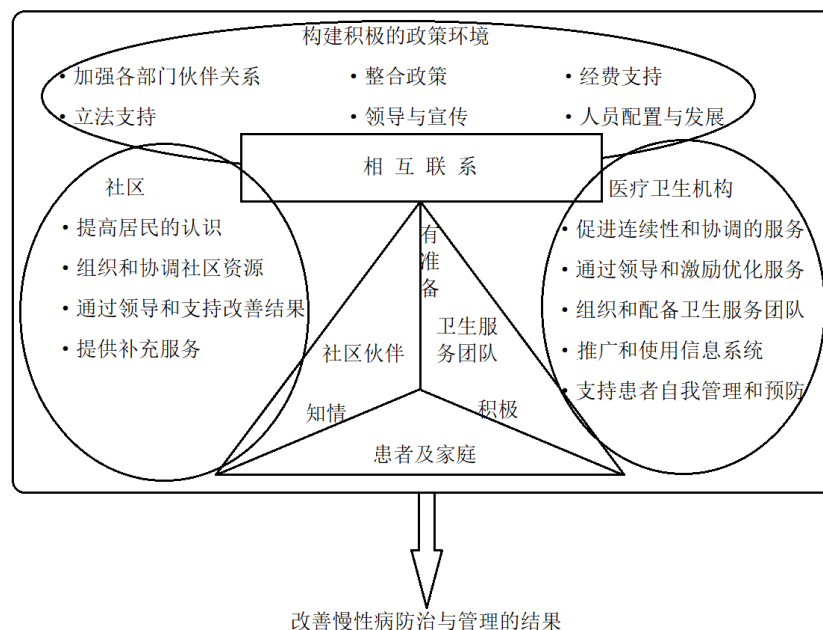 构建积极的政策环境
·加强各部门伙伴关系
·整合政策
·经费支持
·立法支持
·领导与宣传
·人员配置与发展
相互联系
社区
·提高居民的认识
·组织和协调社区资源
·通过领导和支持改善结果
·提供补充服务
有准备
社区伙伴
卫生服
务团队
知情
积极
患者及家庭
医疗卫生机构
·促进连续性和协调的服务
·通过领导和激励优化服务
·组织和配备卫生服务团队
·推广和使用信息系统
·支持患者自我管理和预防
改善慢性病防治与管理的结果